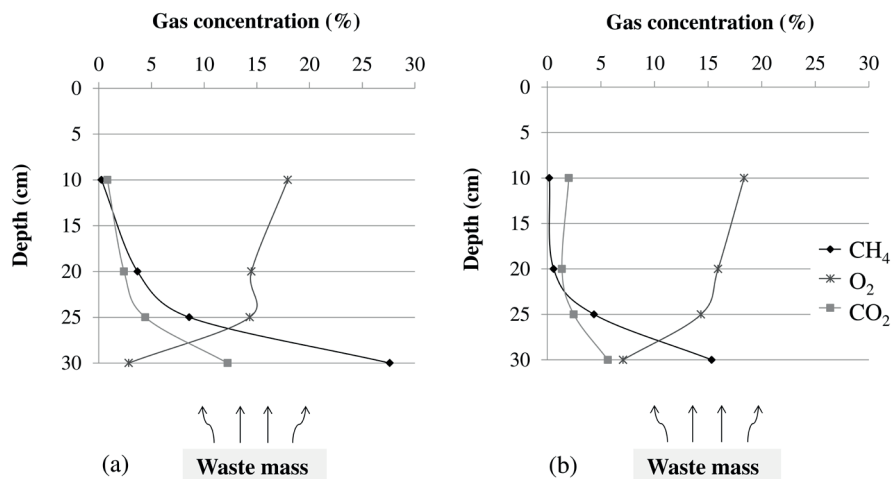 Gas concentration (%)
0 5 10 15 20 25 30
0
5
10
15
20
25
30
Depth (cm)
(a)
Waste mass
Gas concentration (%)
0 5 10 15 20 25 30
0
5
10
15
20
25
30
Depth (cm)
CH₄
O₂
CO₂
(b)
Waste mass